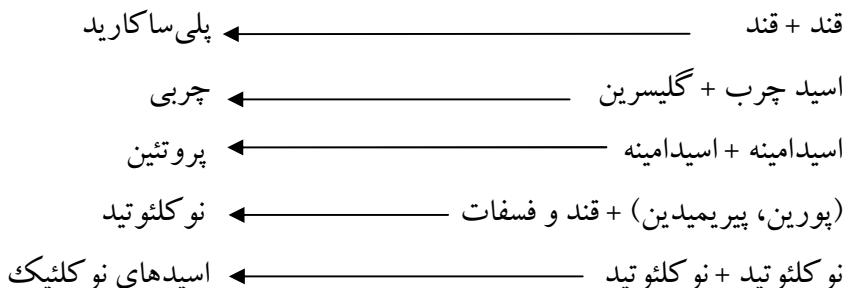 قند + قند پلی‌ساکارید
اسید چرب + گلیسرین چربی
اسیدامینه + اسیدامینه پروتئین
(پورین، پیریمیدین) + قند و فسفات نوکلئوتید
نوکلئوتید + نوکلئوتید اسیدهای نوکلئیک